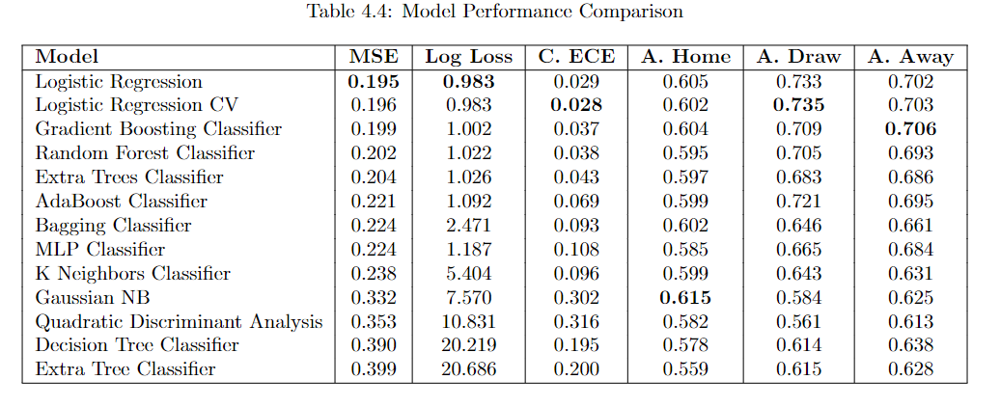 Table 4.4: Model Performance Comparison
Model MSE Log Loss C. ECE A. Home A. Draw A. Away
Logistic Regression 0.195 0.983 0.029 0.605 0.733 0.702
Logistic Regression CV 0.196 0.983 0.028 0.602 0.735 0.703
Gradient Boosting Classifier 0.199 1.002 0.037 0.604 0.709 0.706
Random Forest Classifier 0.202 1.022 0.038 0.595 0.705 0.693
Extra Trees Classifier 0.204 1.026 0.043 0.597 0.683 0.686
AdaBoost Classifier 0.221 1.092 0.069 0.599 0.721 0.695
Bagging Classifier 0.224 2.471 0.093 0.602 0.646 0.661
MLP Classifier 0.224 1.187 0.108 0.585 0.665 0.684
K Neighbors Classifier 0.238 5.404 0.096 0.599 0.643 0.631
Gaussian NB 0.332 7.570 0.302 0.615 0.584 0.625
Quadratic Discriminant Analysis 0.353 10.831 0.316 0.582 0.561 0.613
Decision Tree Classifier 0.390 20.219 0.195 0.578 0.614 0.638
Extra Tree Classifier 0.399 20.686 0.200 0.559 0.615 0.628